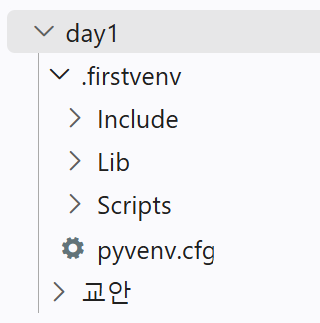 day1
.firstvenv
Include
Lib
Scripts
pyvenv.cfg
교안